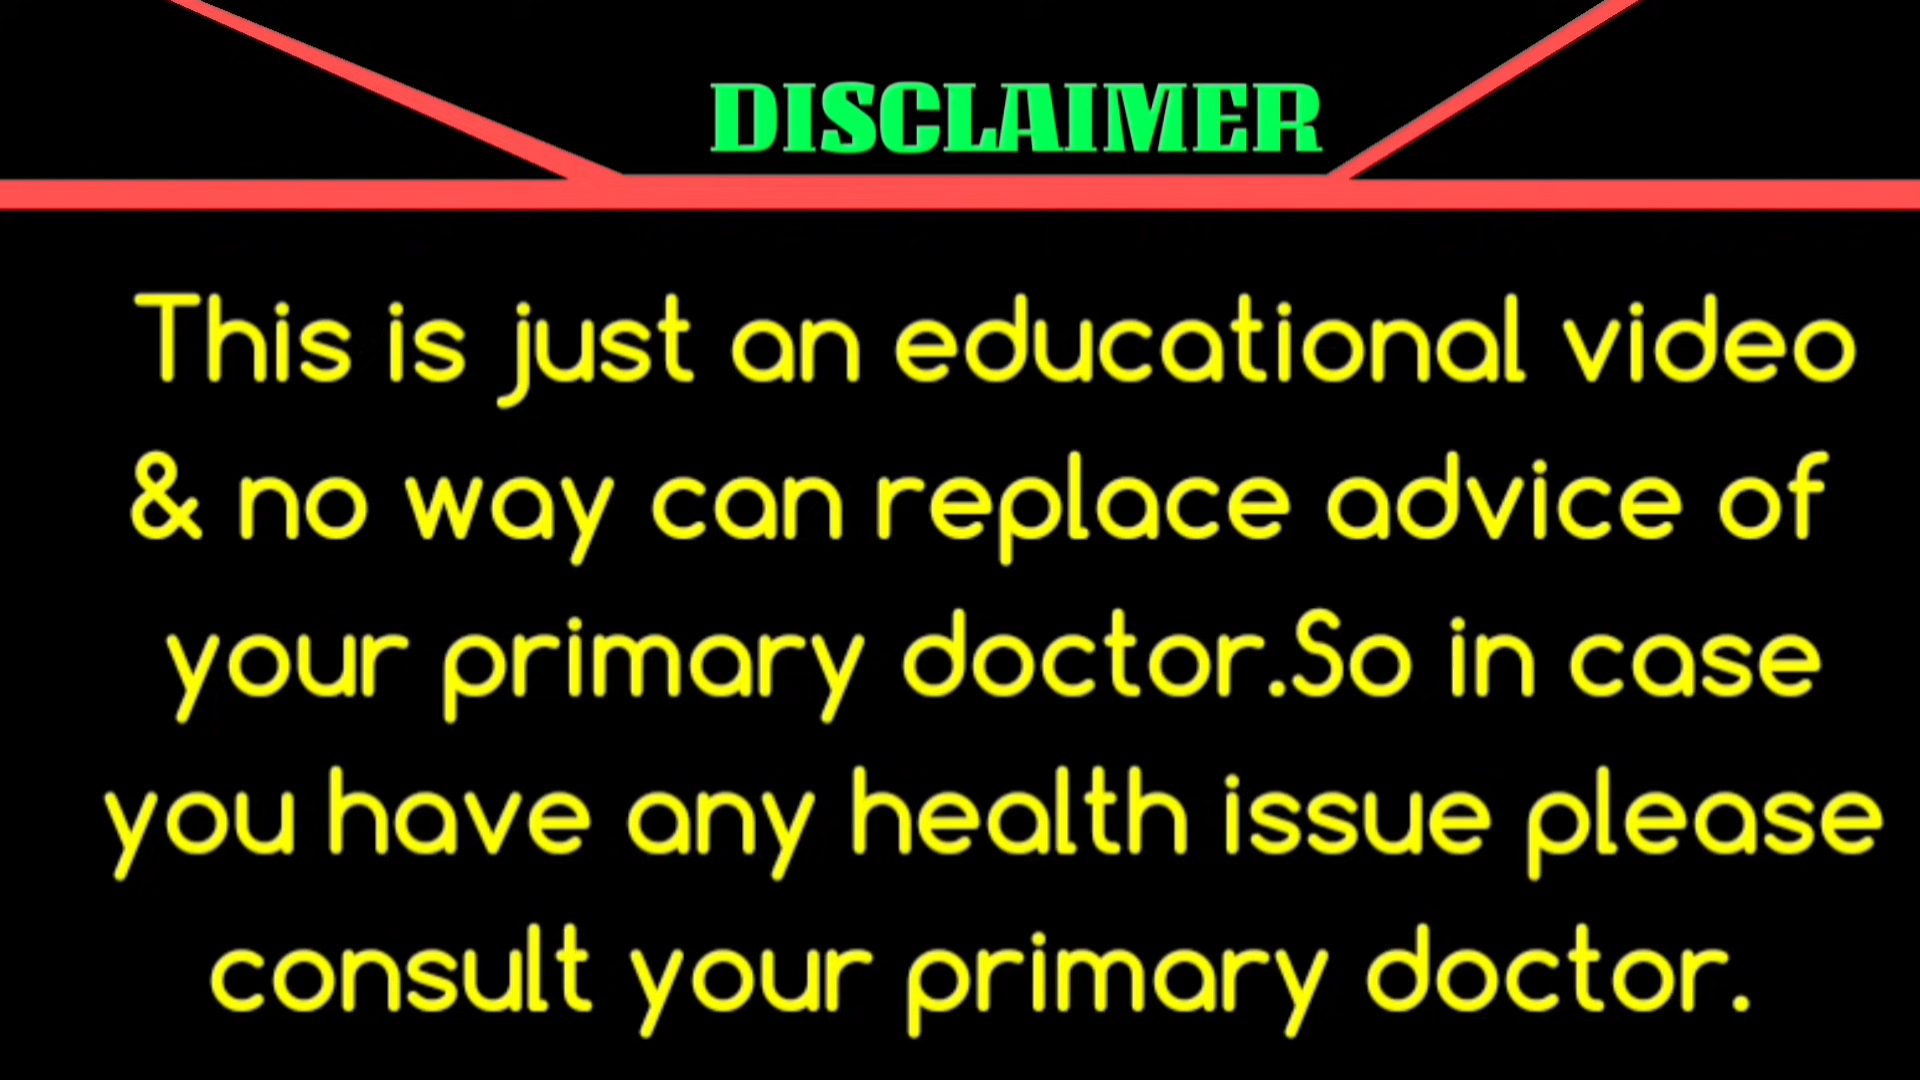 DISCLAIMER
This is just an educational video
& no way can replace advice of
your primary doctor.So in case
you have any health issue please
consult your primary doctor.